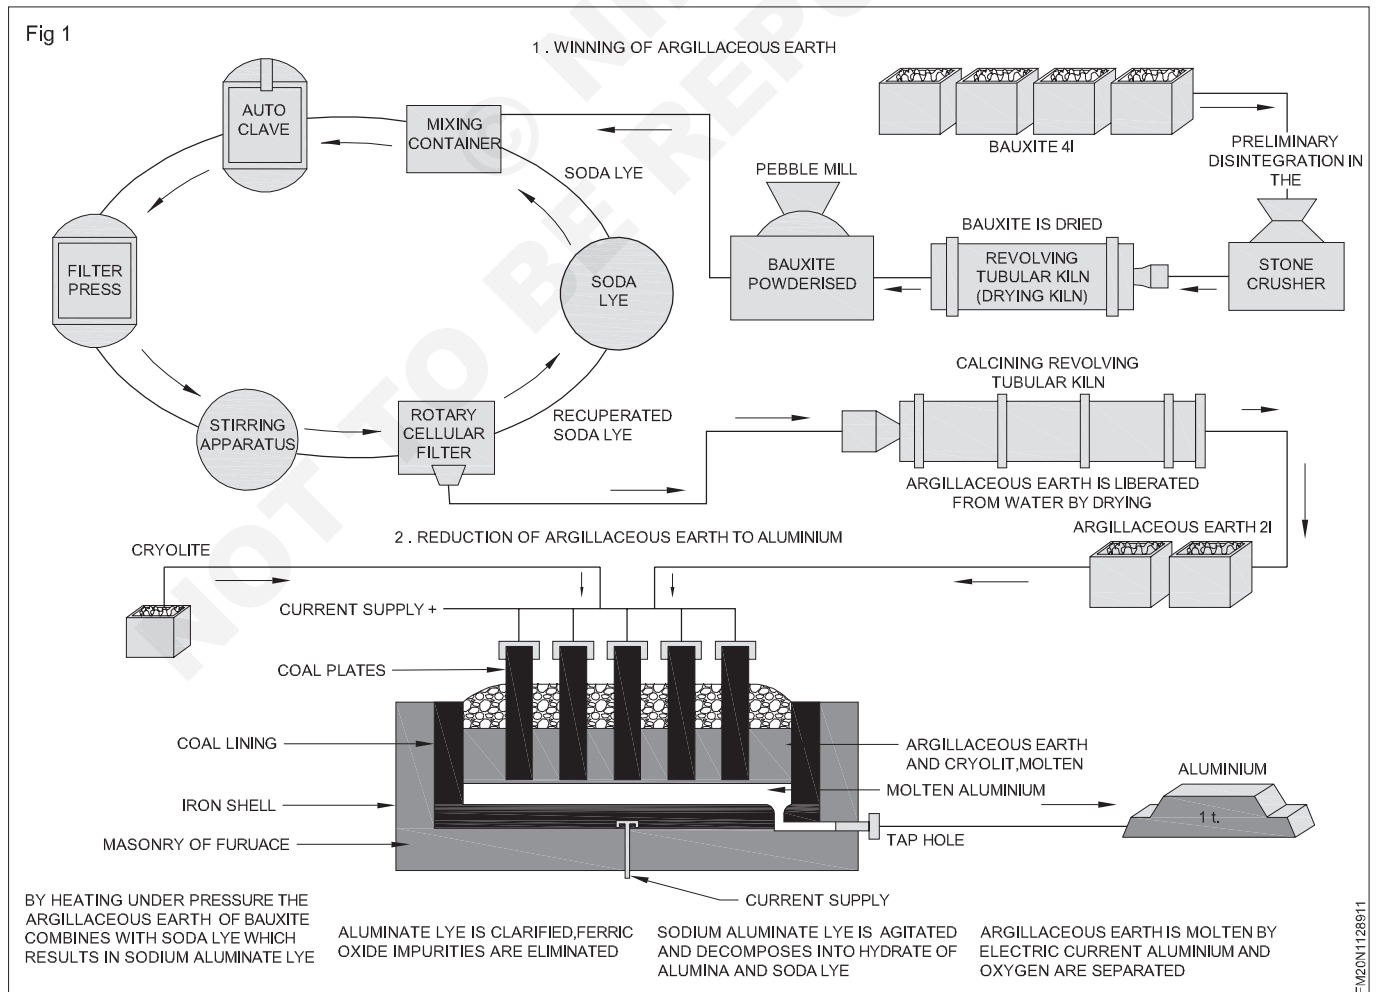 Fig 1
1 . WINNING OF ARGILLACEOUS EARTH
AUTO
CLAVE
MIXING
CONTAINER
SODA LYE
BAUXITE 4l
PRELIMINARY
DISINTEGRATION IN
THE
PEBBLE MILL
BAUXITE IS DRIED
FILTER
PRESS
SODA
LYE
BAUXITE
POWDERISED
REVOLVING
TUBULAR KILN
(DRYING KILN)
STONE
CRUSHER
CALCINING REVOLVING
TUBULAR KILN
STIRRING
APPARATUS
ROTARY
CELLULAR
FILTER
RECUPERATED
SODA LYE
ARGILLACEOUS EARTH IS LIBERATED
FROM WATER BY DRYING
ARGILLACEOUS EARTH 2l
2 . REDUCTION OF ARGILLACEOUS EARTH TO ALUMINIUM
CRYOLITE
CURRENT SUPPLY +
COAL PLATES
COAL LINING
ARGILLACEOUS EARTH
AND CRYOLIT,MOLTEN
MOLTEN ALUMINIUM
ALUMINIUM
IRON SHELL
1 t.
MASONRY OF FURUACE
TAP HOLE
CURRENT SUPPLY
BY HEATING UNDER PRESSURE THE
ARGILLACEOUS EARTH OF BAUXITE
COMBINES WITH SODA LYE WHICH
RESULTS IN SODIUM ALUMINATE LYE
ALUMINATE LYE IS CLARIFIED,FERRIC
OXIDE IMPURITIES ARE ELIMINATED
SODIUM ALUMINATE LYE IS AGITATED
AND DECOMPOSES INTO HYDRATE OF
ALUMINA AND SODA LYE
ARGILLACEOUS EARTH IS MOLTEN BY
ELECTRIC CURRENT ALUMINIUM AND
OXYGEN ARE SEPARATED
FM20N1128911
© NI
NOT TO BE REPU